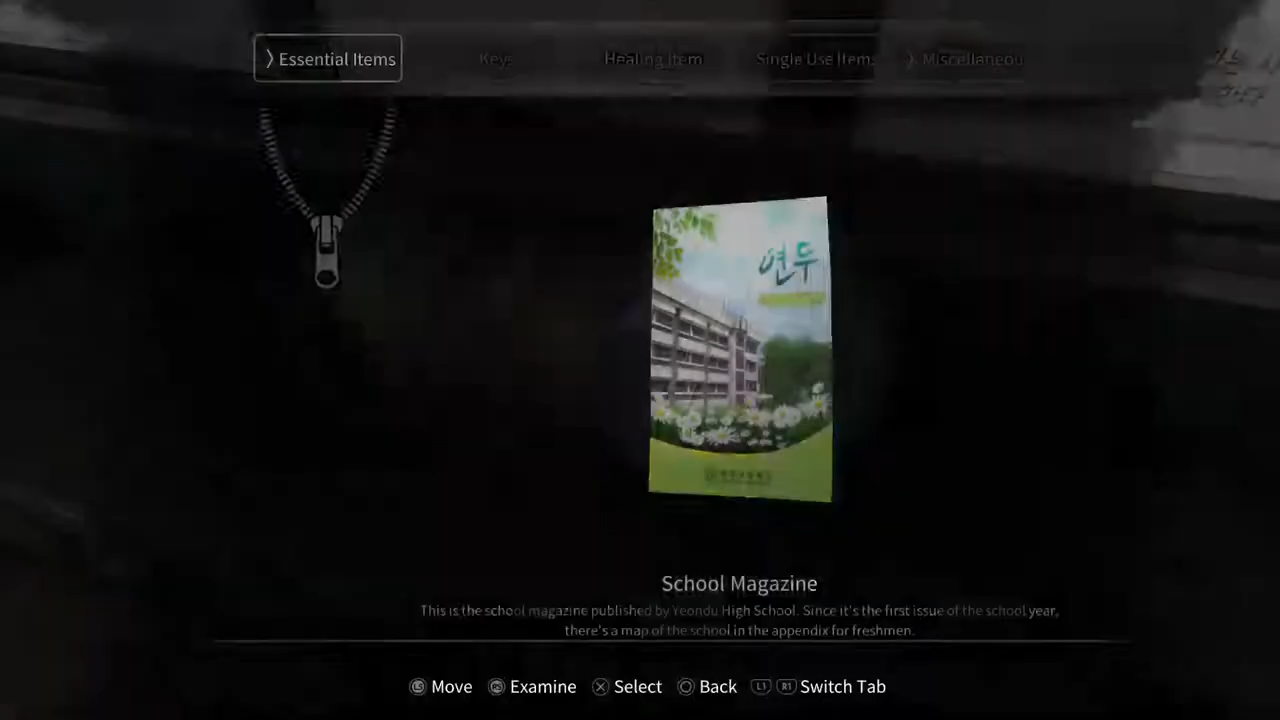 Essential Items
Keys
Healing Item
Single Use Items
Miscellaneou
연두
School Magazine
This is the school magazine published by Yeondu High School. Since it's the first issue of the school year,
there's a map of the school in the appendix for freshmen.
LS Move RS Examine Select Back L1 R1 Switch Tab